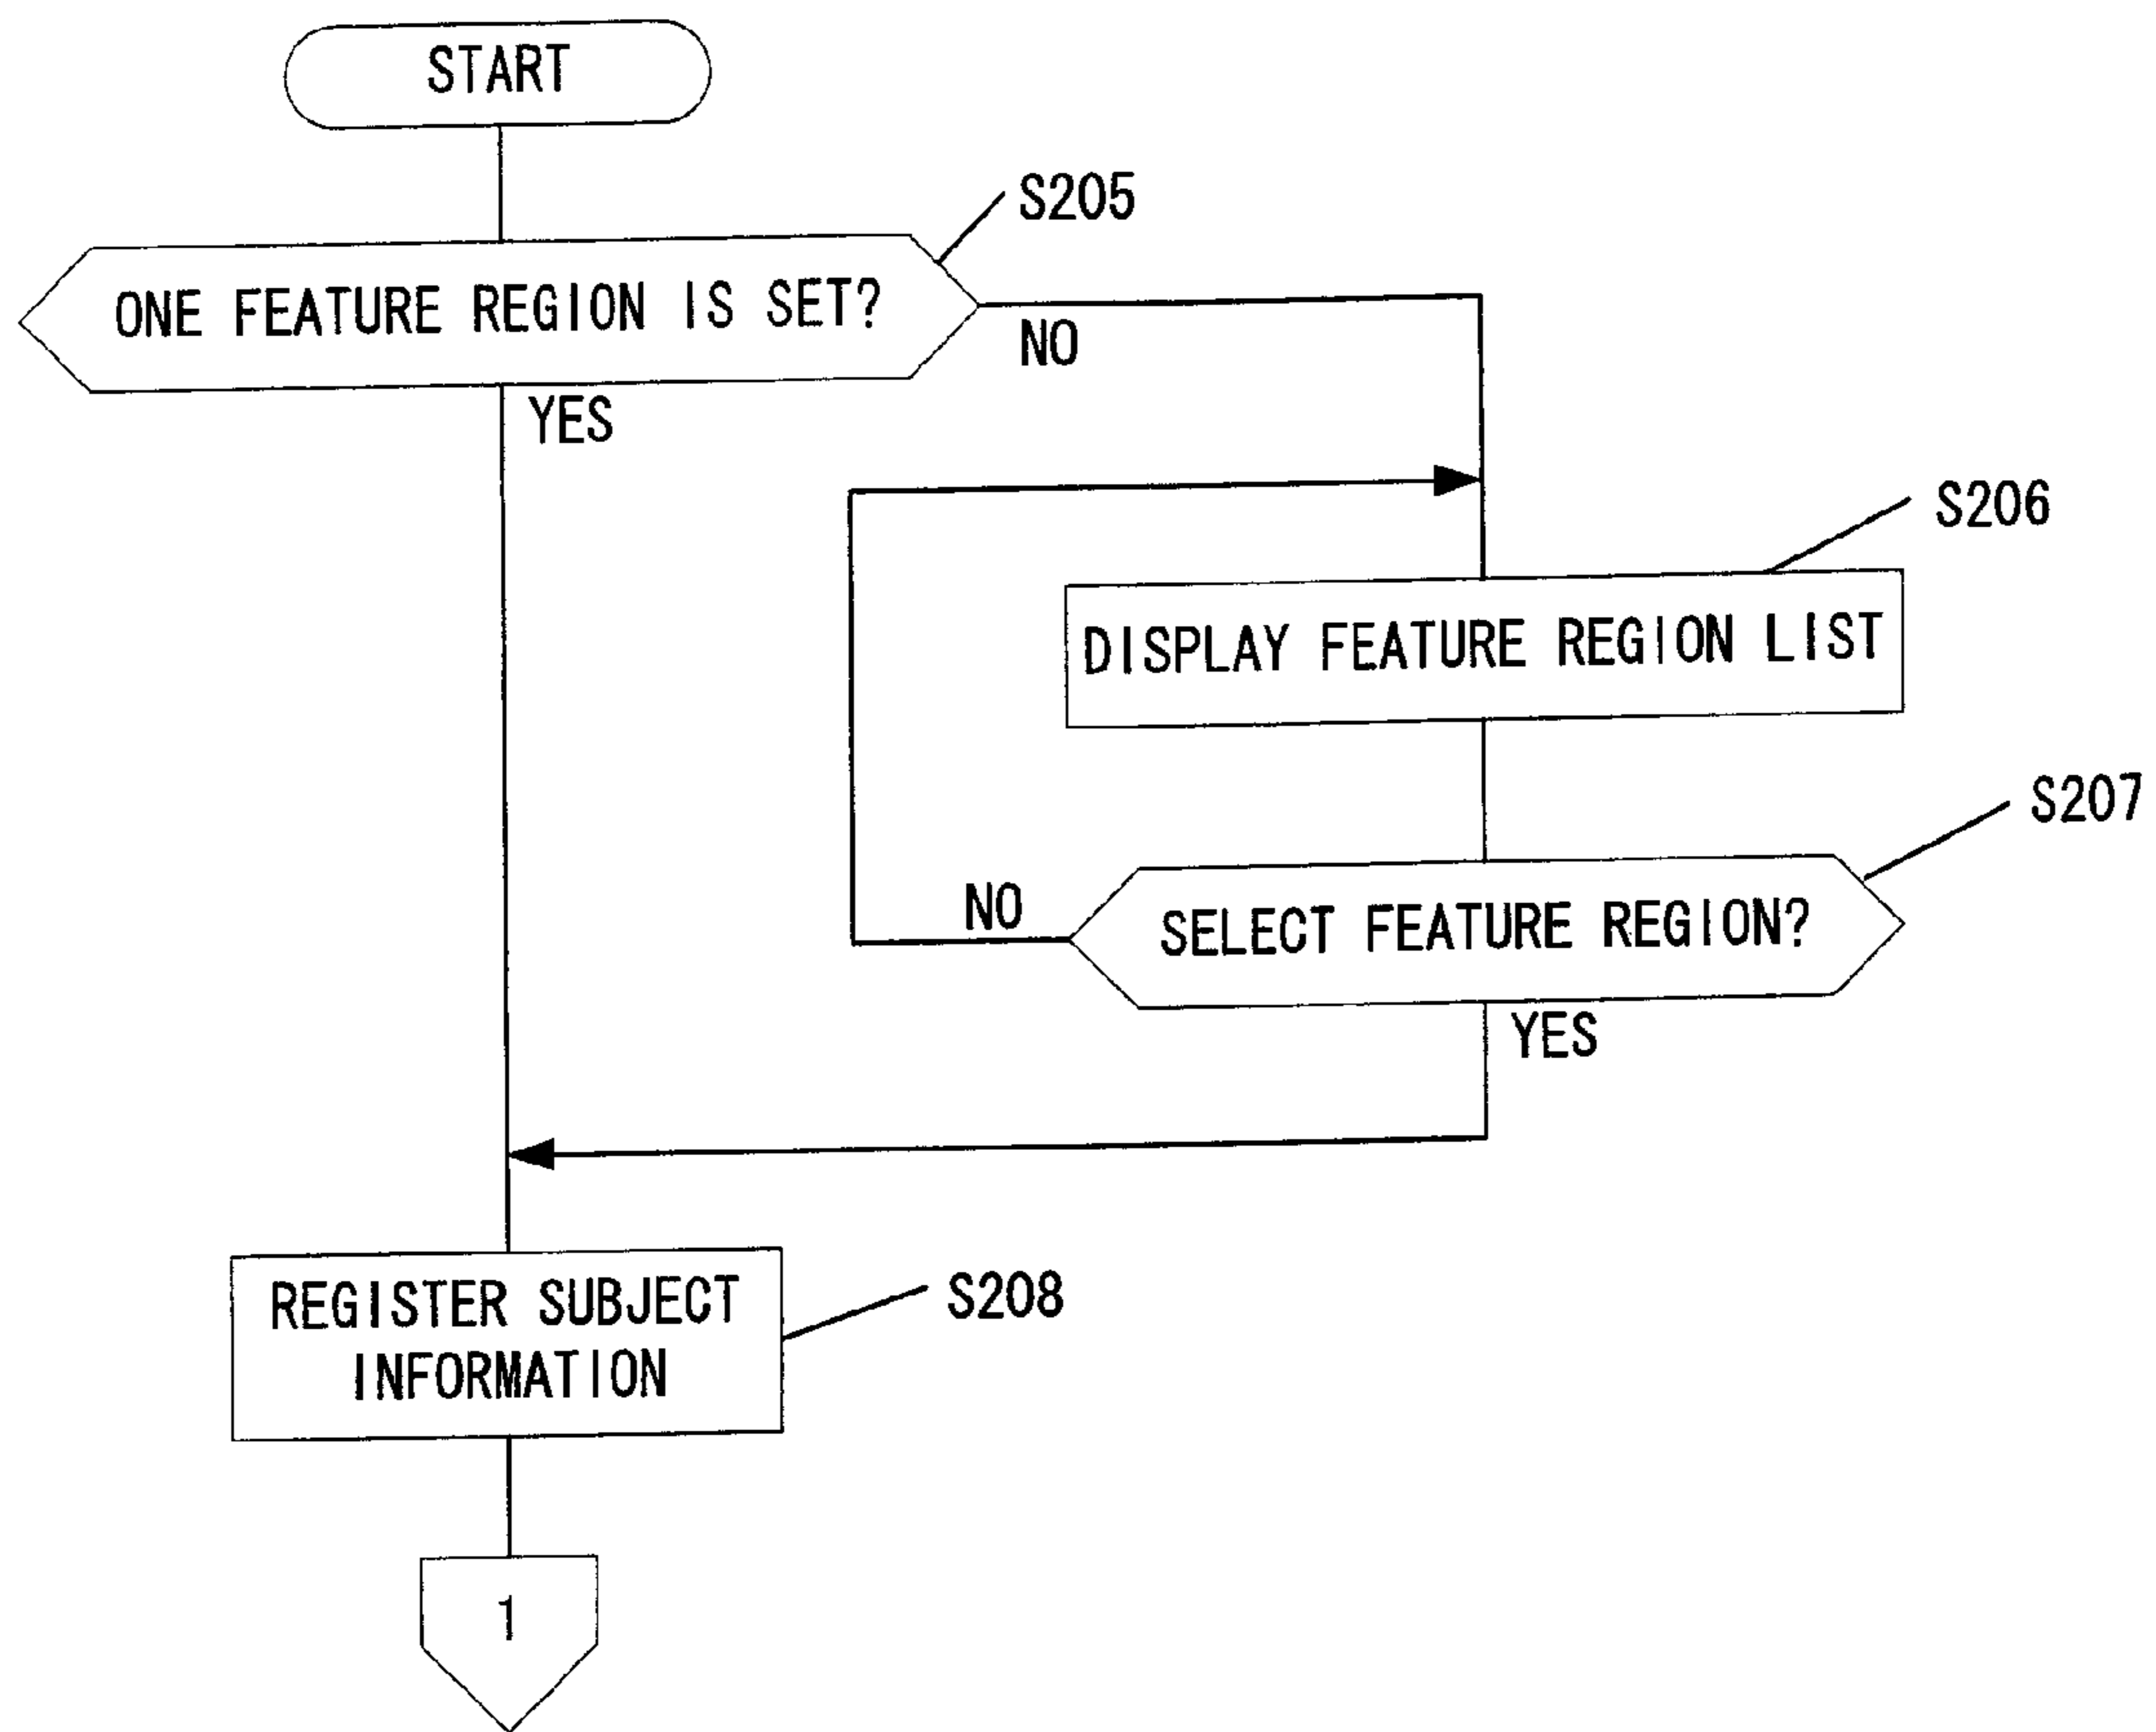 START
S205
ONE FEATURE REGION IS SET?
NO
YES
S206
DISPLAY FEATURE REGION LIST
S207
NO
SELECT FEATURE REGION?
YES
REGISTER SUBJECT
INFORMATION
S208
1